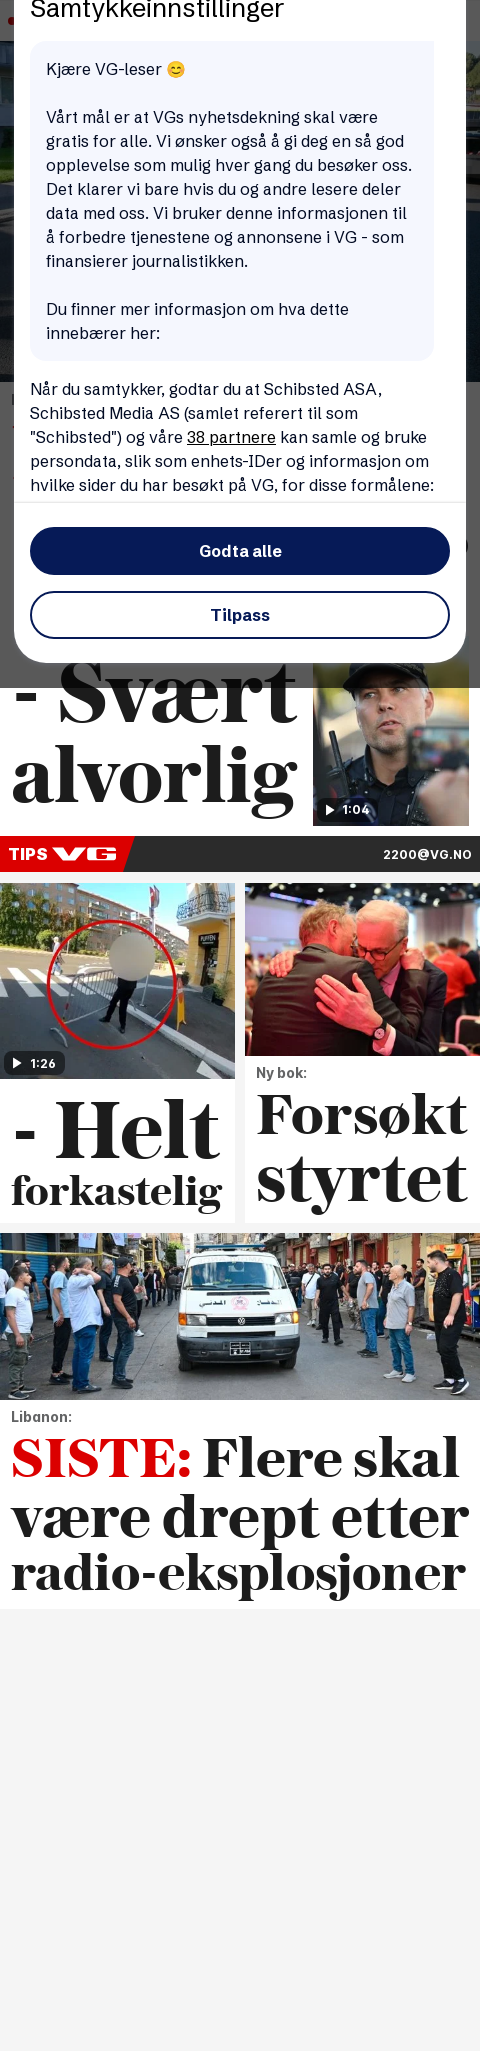 Samtykkeinnstillinger
Kjære VG-leser 😊
Vårt mål er at VGs nyhetsdekning skal være
gratis for alle. Vi ønsker også å gi deg en så god
opplevelse som mulig hver gang du besøker oss.
Det klarer vi bare hvis du og andre lesere deler
data med oss. Vi bruker denne informasjonen til
å forbedre tjenestene og annonsene i VG - som
finansierer journalistikken.
Du finner mer informasjon om hva dette
innebærer her:
Når du samtykker, godtar du at Schibsted ASA,
Schibsted Media AS (samlet referert til som
"Schibsted") og våre 38 partnere kan samle og bruke
persondata, slik som enhets-IDer og informasjon om
hvilke sider du har besøkt på VG, for disse formålene:
Godta alle
Tilpass
- Svært
alvorlig
1:04
TIPS VG
2200@VG.NO
1:26
- Helt
forkastelig
Ny bok:
Forsøkt
styrtet
Libanon:
SISTE: Flere skal
være drept etter
radio-eksplosjoner